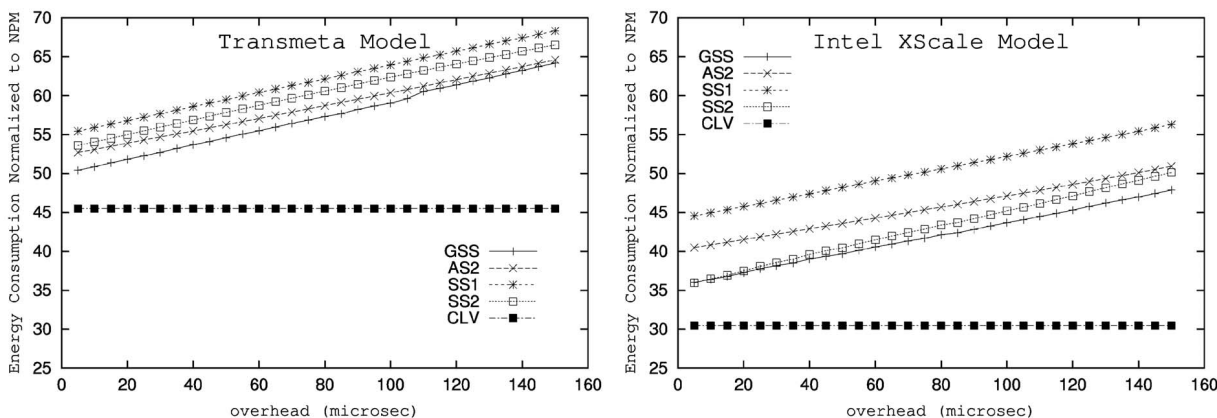 Transmeta Model
Energy Consumption Normalized to NPM
70
65
60
55
50
45
40
35
30
25
GSS
AS2
SS1
SS2
CLV
0
20
40
60
80
100
120
140
160
overhead (microsec)
Intel XScale Model
Energy Consumption Normalized to NPM
70
65
60
55
50
45
40
35
30
25
GSS
AS2
SS1
SS2
CLV
0
20
40
60
80
100
120
140
160
overhead (microsec)